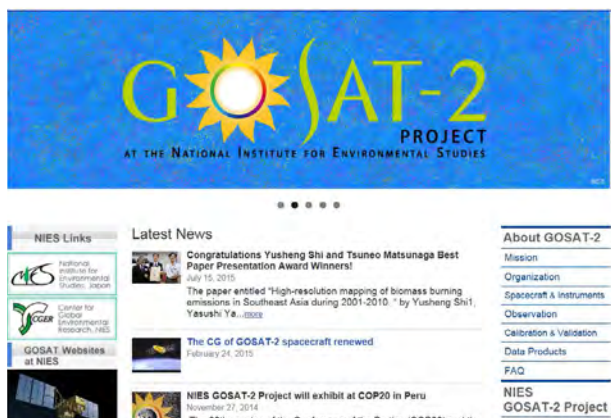 GOSAT-2
PROJECT
AT THE NATIONAL INSTITUTE FOR ENVIRONMENTAL STUDIES
NIES
NIES Links
National
Institute for
Environmental
Studies, Japan
NIES
Center for
Global
Environmental
Research, NIES
CGER
GOSAT Websites
at NIES
Latest News
Congratulations Yusheng Shi and Tsuneo Matsunaga Best
Paper Presentation Award Winners!
July 15, 2015
The paper entitled "High-resolution mapping of biomass burning
emissions in Southeast Asia during 2001-2010. " by Yusheng Shi1,
Yasushi Ya...more
The CG of GOSAT-2 spacecraft renewed
February 24, 2015
NIES GOSAT-2 Project will exhibit at COP20 in Peru
November 27, 2014
About GOSAT-2
Mission
Organization
Spacecraft & Instruments
Observation
Calibration & Validation
Data Products
FAQ
NIES
GOSAT-2 Project